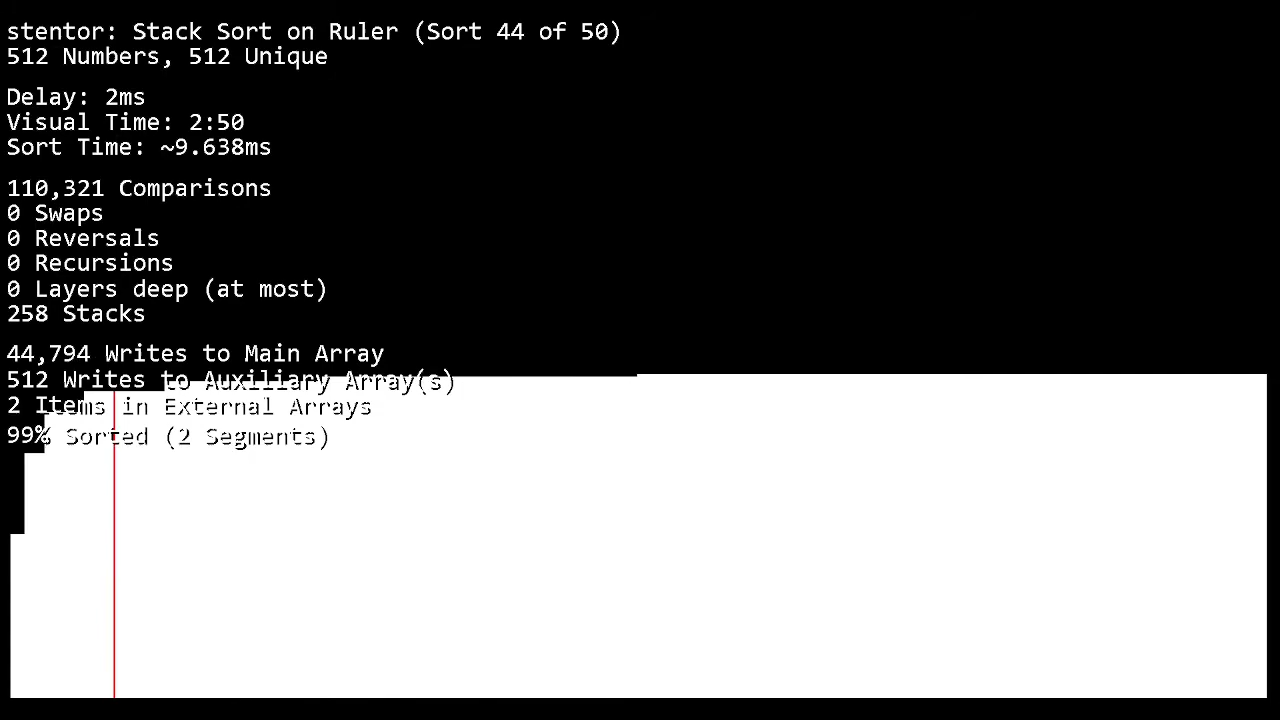 stentor: Stack Sort on Ruler (Sort 44 of 50)
512 Numbers, 512 Unique
Delay: 2ms
Visual Time: 2:50
Sort Time: ~9.638ms
110,321 Comparisons
0 Swaps
0 Reversals
0 Recursions
0 Layers deep (at most)
258 Stacks
44,794 Writes to Main Array
512 Writes to Auxiliary Array(s)
2 Items in External Arrays
99% Sorted (2 Segments)